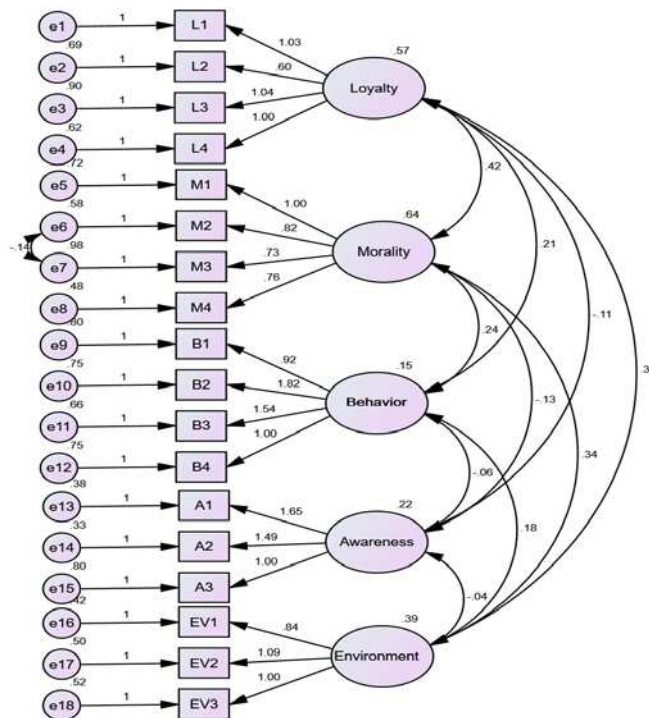 e1 1 L1
.69 1.03 .57
e2 1 L2 .60 Loyalty
.90
e3 1 L3 1.04
.62
e4 1 L4 1.00
.72
e5 1 M1 .42
.58 1.00 .64
e6 1 M2 .82 .21
-.14 .98 Morality
e7 1 M3 .73
.48 .76
e8 1 M4 -.11
.24
e9 1 B1
.75 .92 .15
e10 1 B2 1.82
.66 Behavior -.13
e11 1 B3 1.54 .34
.75 1.00
e12 1 B4 -.06
.38
e13 1 A1 1.65 .22
.33 .18
e14 1 A2 1.49 Awareness
.80
e15 1 A3 1.00 -.04
e16 1 EV1 .84 .39
.50
e17 1 EV2 1.09 Environment
.52 1.00
e18 1 EV3